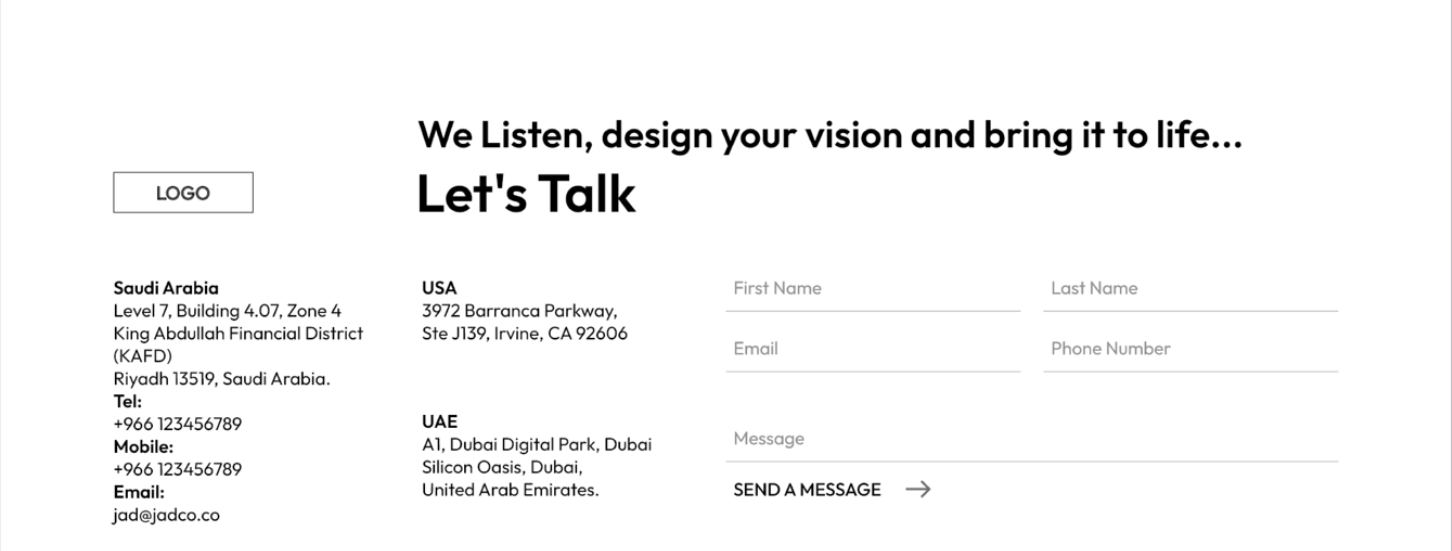 We Listen, design your vision and bring it to life...
LOGO
Let's Talk
Saudi Arabia
Level 7, Building 4.07, Zone 4
King Abdullah Financial District
(KAFD)
Riyadh 13519, Saudi Arabia.
Tel:
+966 123456789
Mobile:
+966 123456789
Email:
jad@jadco.co
USA
3972 Barranca Parkway,
Ste J139, Irvine, CA 92606
UAE
A1, Dubai Digital Park, Dubai
Silicon Oasis, Dubai,
United Arab Emirates.
First Name
Last Name
Email
Phone Number
Message
SEND A MESSAGE